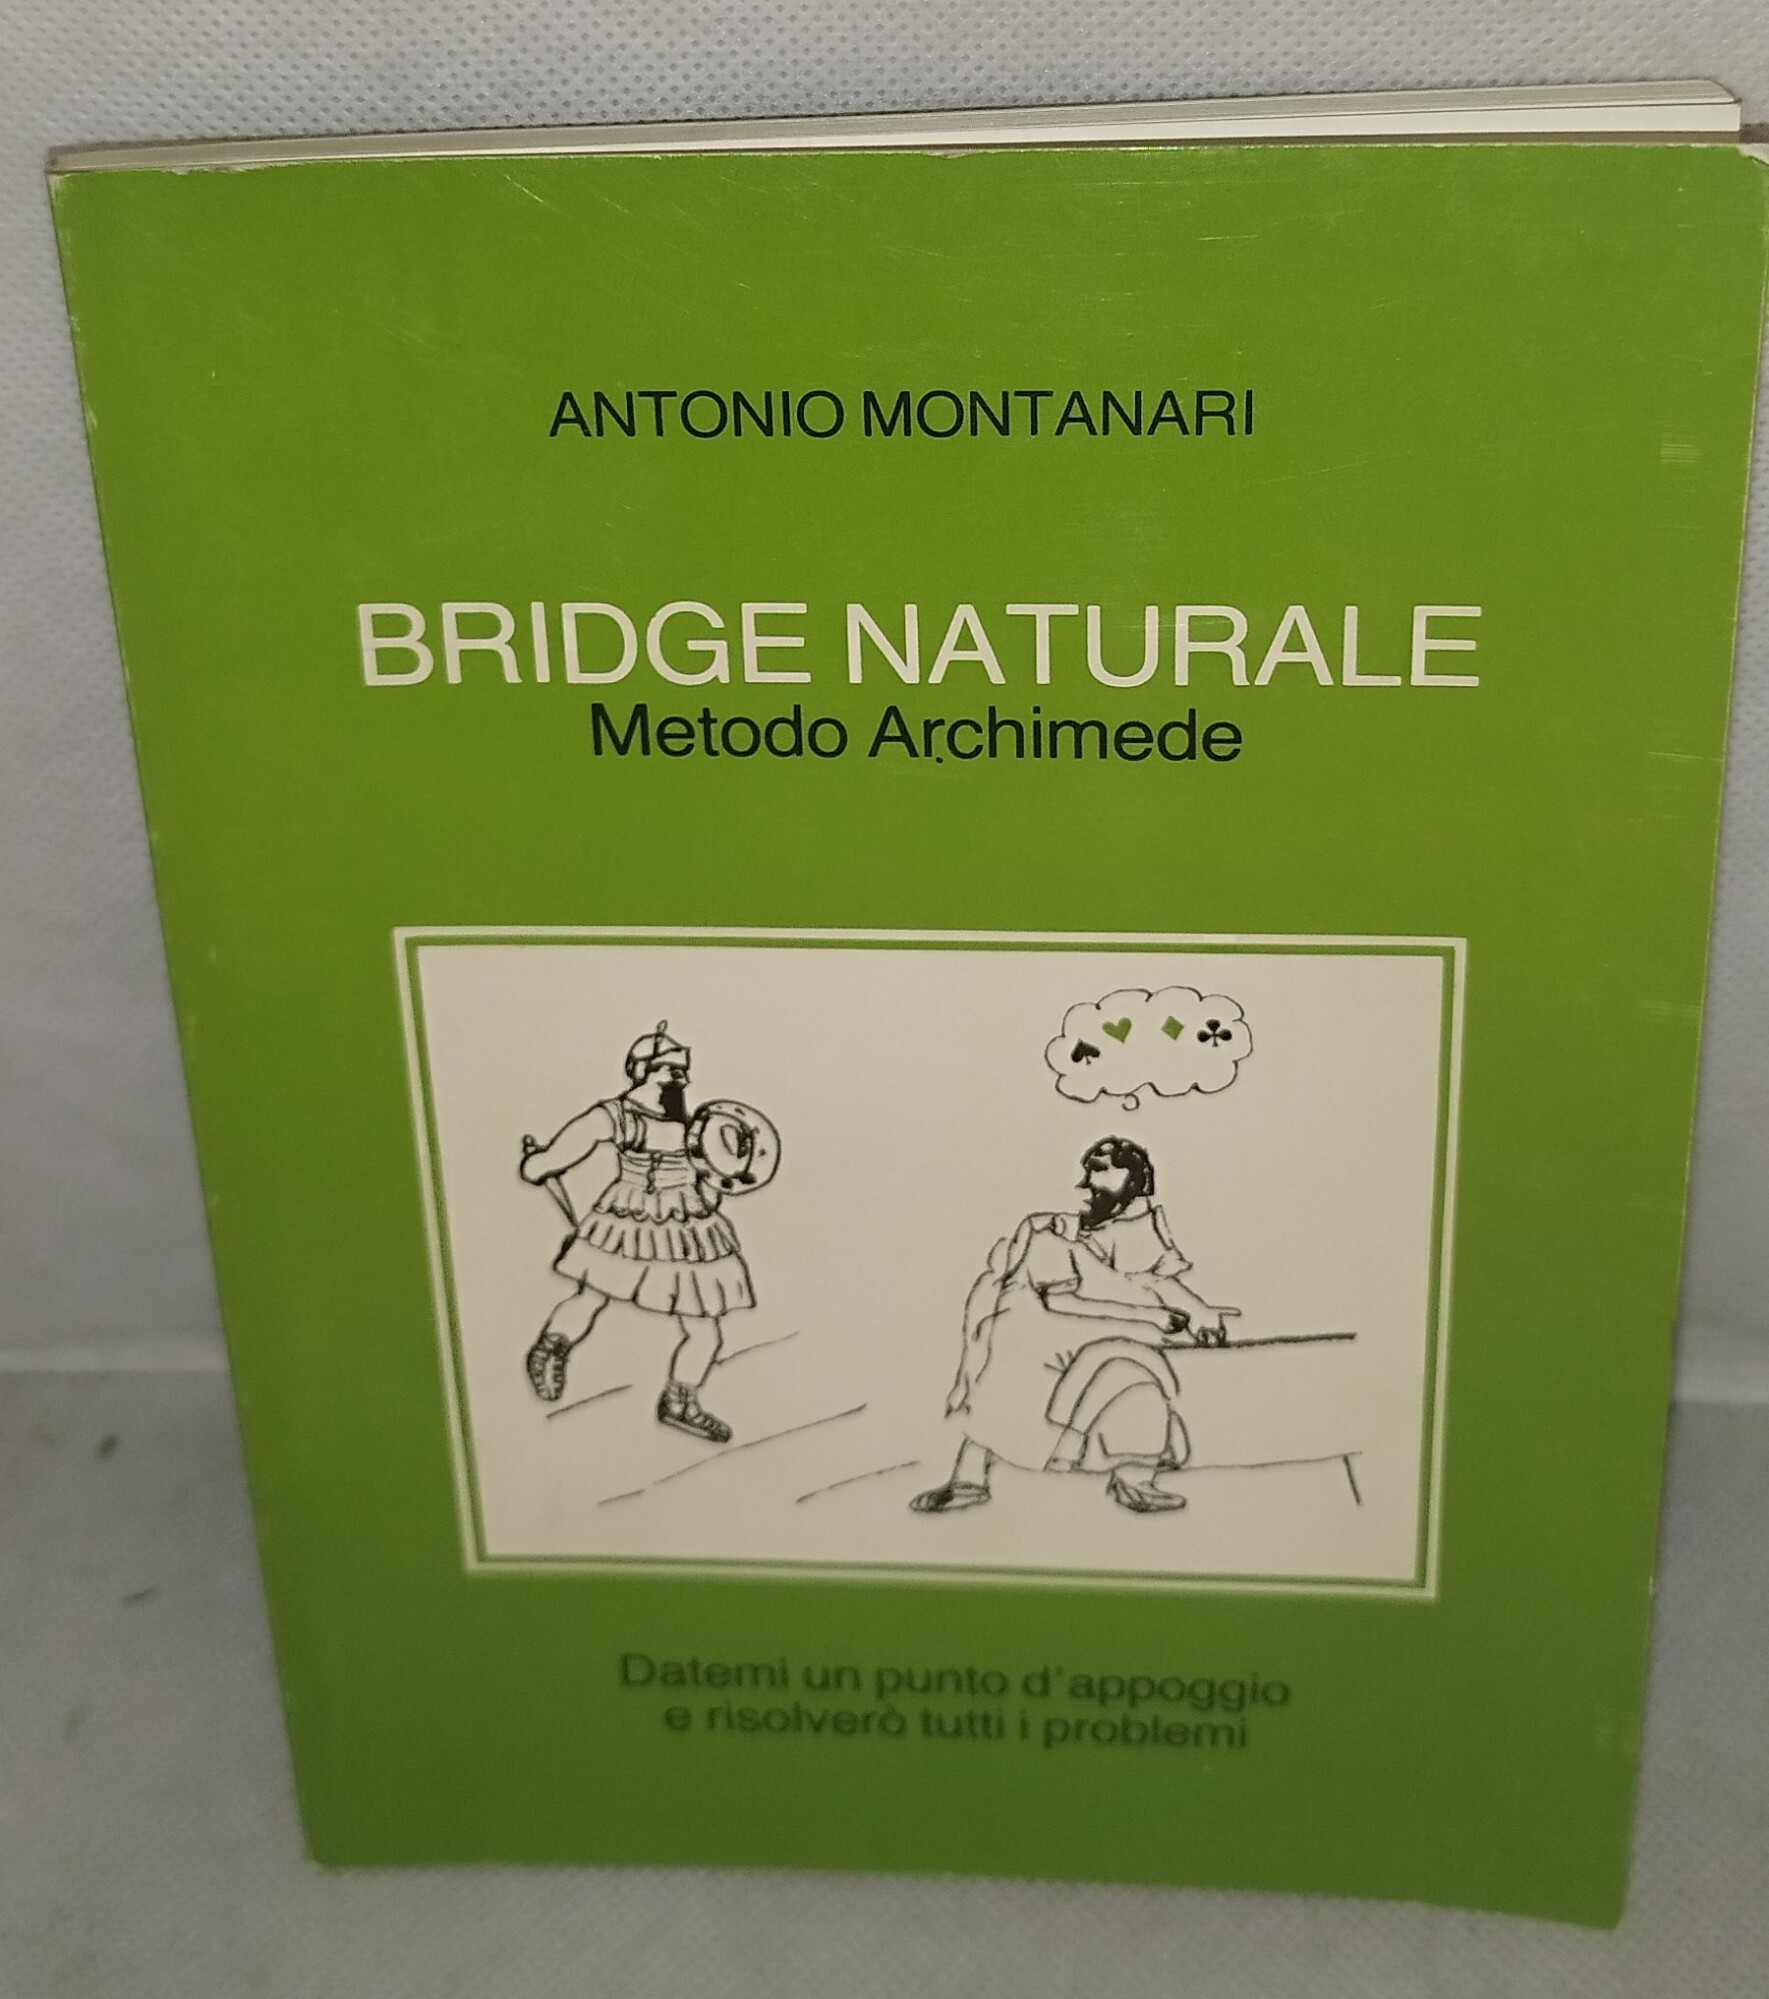 ANTONIO MONTANARI
BRIDGE NATURALE
Metodo Archimede
Datemi un punto d'appoggio
e risolverò tutti i problemi